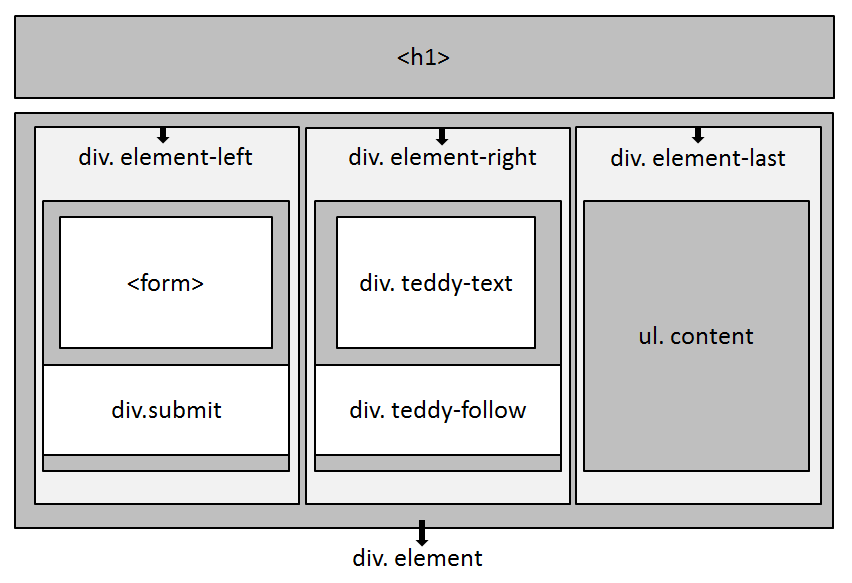 <h1>
div. element-left
div. element-right
div. element-last
<form>
div. teddy-text
ul. content
div.submit
div. teddy-follow
div. element